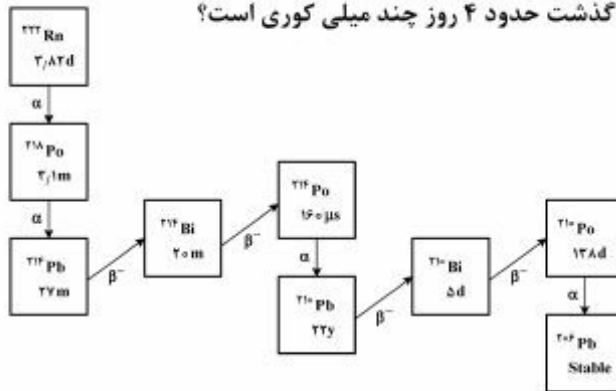 گذشت حدود ۴ روز چند میلی کوری است؟
²²²Rn
۳٫۸۲d
α
²¹⁸Po
۳٫۱m
α
²¹⁴Pb
۲۷m
β⁻
²¹⁴Bi
۲۰m
β⁻
²¹⁴Po
۱۶۰μs
α
²¹⁰Pb
۲۲y
β⁻
²¹⁰Bi
۵d
β⁻
²¹⁰Po
۱۳۸d
α
²⁰⁶Pb
Stable